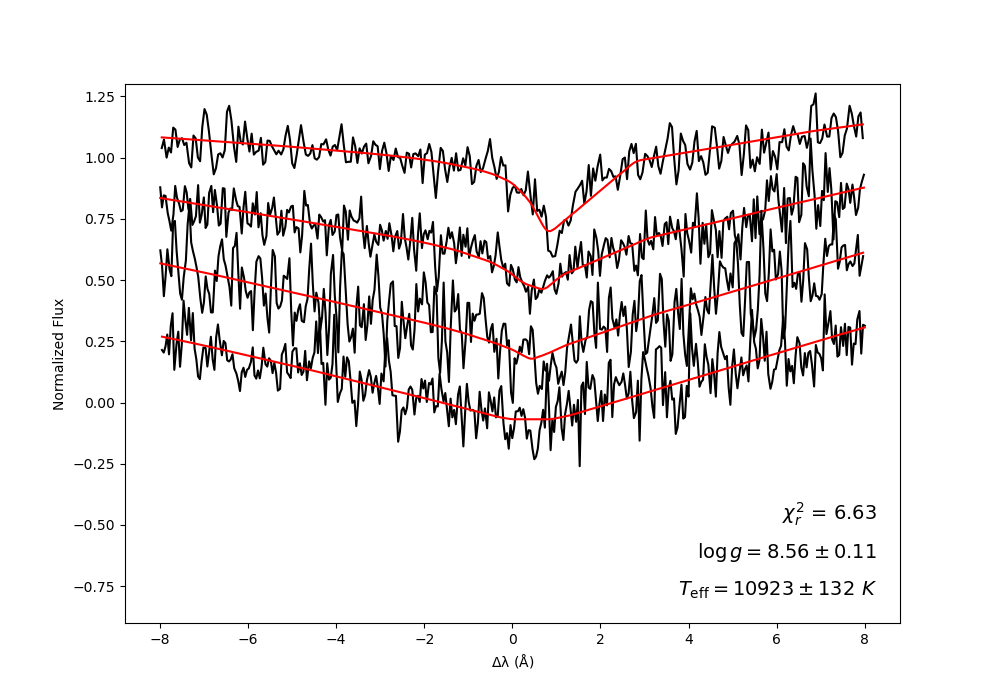 1.25
1.00
0.75
0.50
0.25
0.00
−0.25
−0.50
−0.75
Normalized Flux
χ²ᵣ = 6.63
log g = 8.56 ± 0.11
T_eff = 10923 ± 132 K
−8 −6 −4 −2 0 2 4 6 8
Δλ (Å)